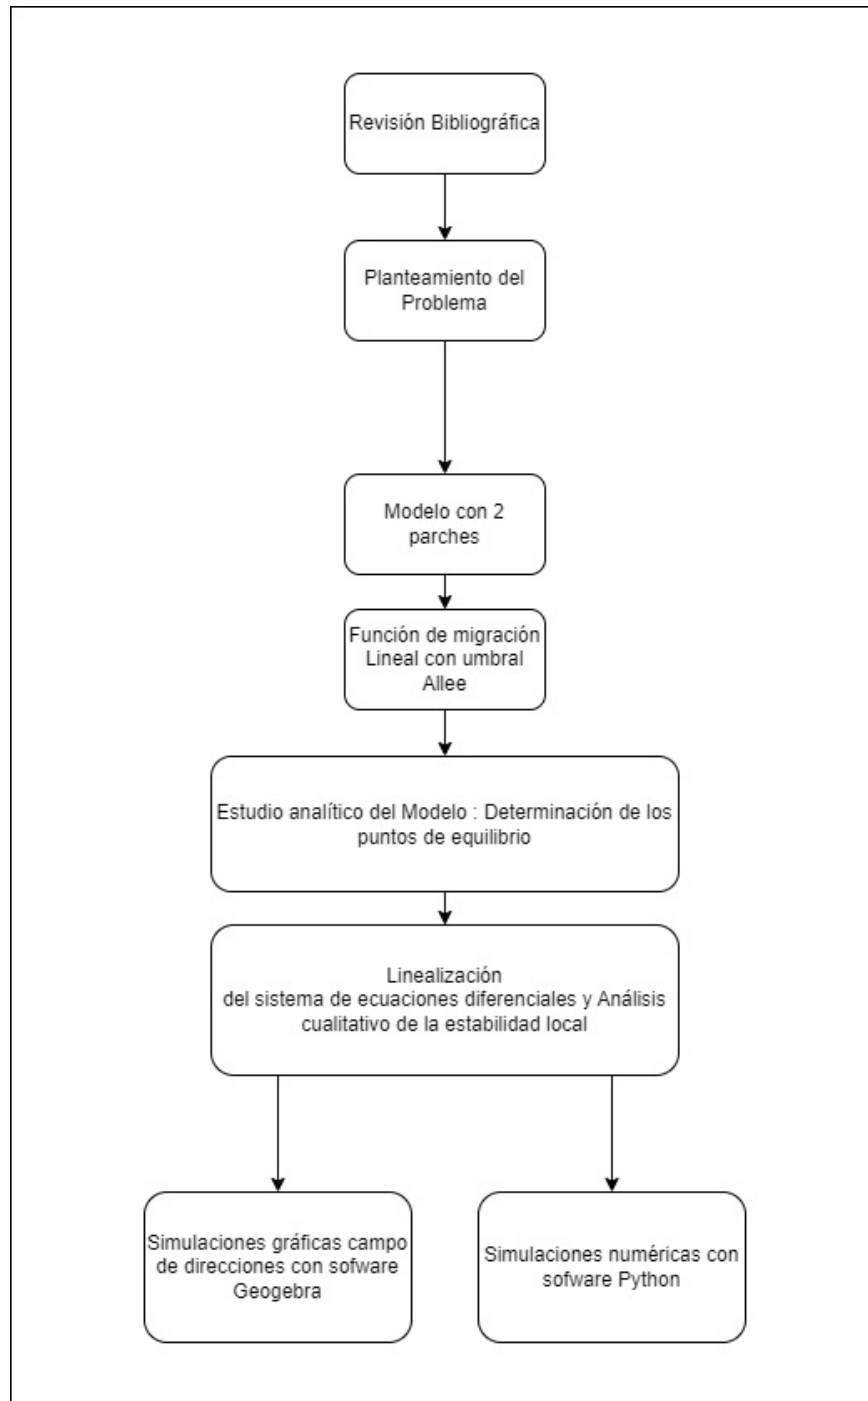 Revisión Bibliográfica
Planteamiento del
Problema
Modelo con 2
parches
Función de migración
Lineal con umbral
Allee
Estudio analítico del Modelo : Determinación de los
puntos de equilibrio
Linealización
del sistema de ecuaciones diferenciales y Análisis
cualitativo de la estabilidad local
Simulaciones gráficas campo
de direcciones con sofware
Geogebra
Simulaciones numéricas con
sofware Python